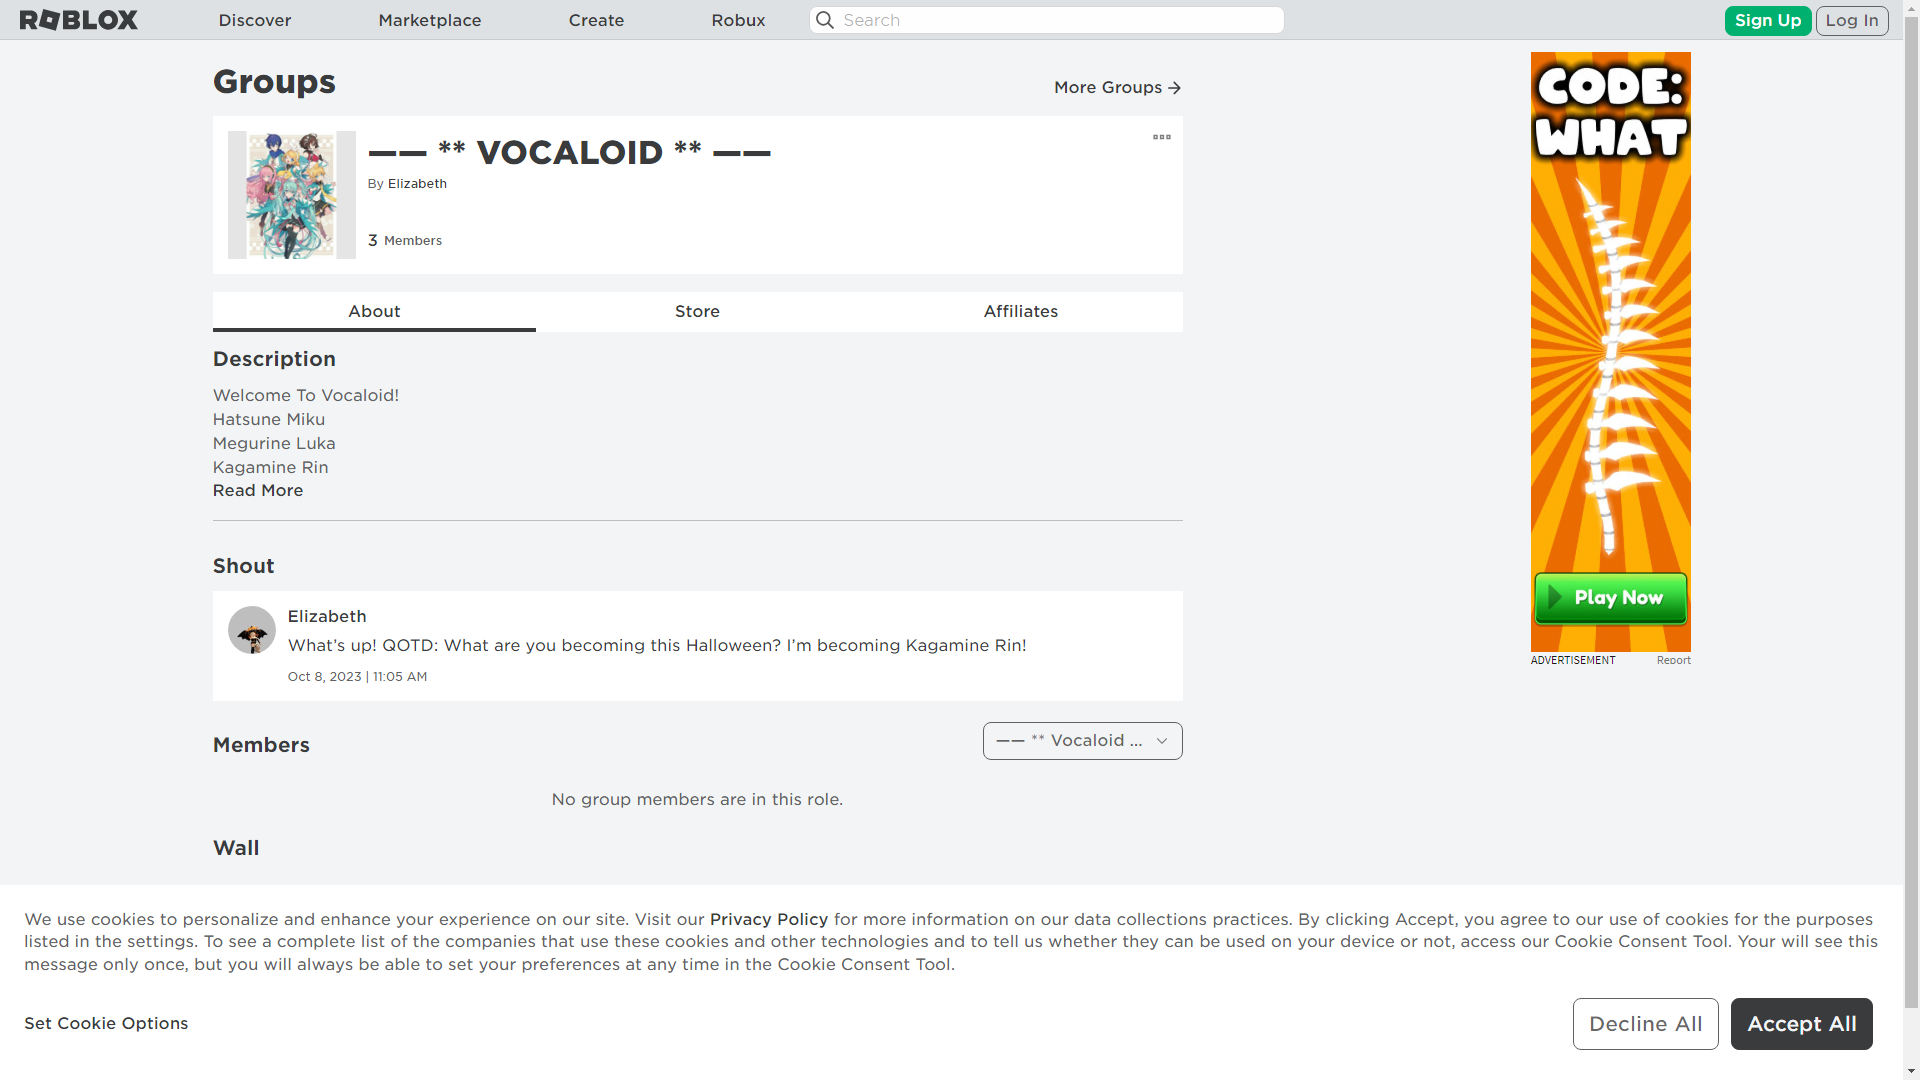 ROBLOX
Discover
Marketplace
Create
Robux
Search
Sign Up
Log In
Groups
More Groups
—— ** VOCALOID ** ——
By Elizabeth
3 Members
About
Store
Affiliates
Description
Welcome To Vocaloid!
Hatsune Miku
Megurine Luka
Kagamine Rin
Read More
Shout
Elizabeth
What’s up! QOTD: What are you becoming this Halloween? I’m becoming Kagamine Rin!
Oct 8, 2023 | 11:05 AM
Members
—— ** Vocaloid ...
No group members are in this role.
Wall
CODE:
WHAT
Play Now
ADVERTISEMENT
Report
We use cookies to personalize and enhance your experience on our site. Visit our Privacy Policy for more information on our data collections practices. By clicking Accept, you agree to our use of cookies for the purposes
listed in the settings. To see a complete list of the companies that use these cookies and other technologies and to tell us whether they can be used on your device or not, access our Cookie Consent Tool. Your will see this
message only once, but you will always be able to set your preferences at any time in the Cookie Consent Tool.
Set Cookie Options
Decline All
Accept All